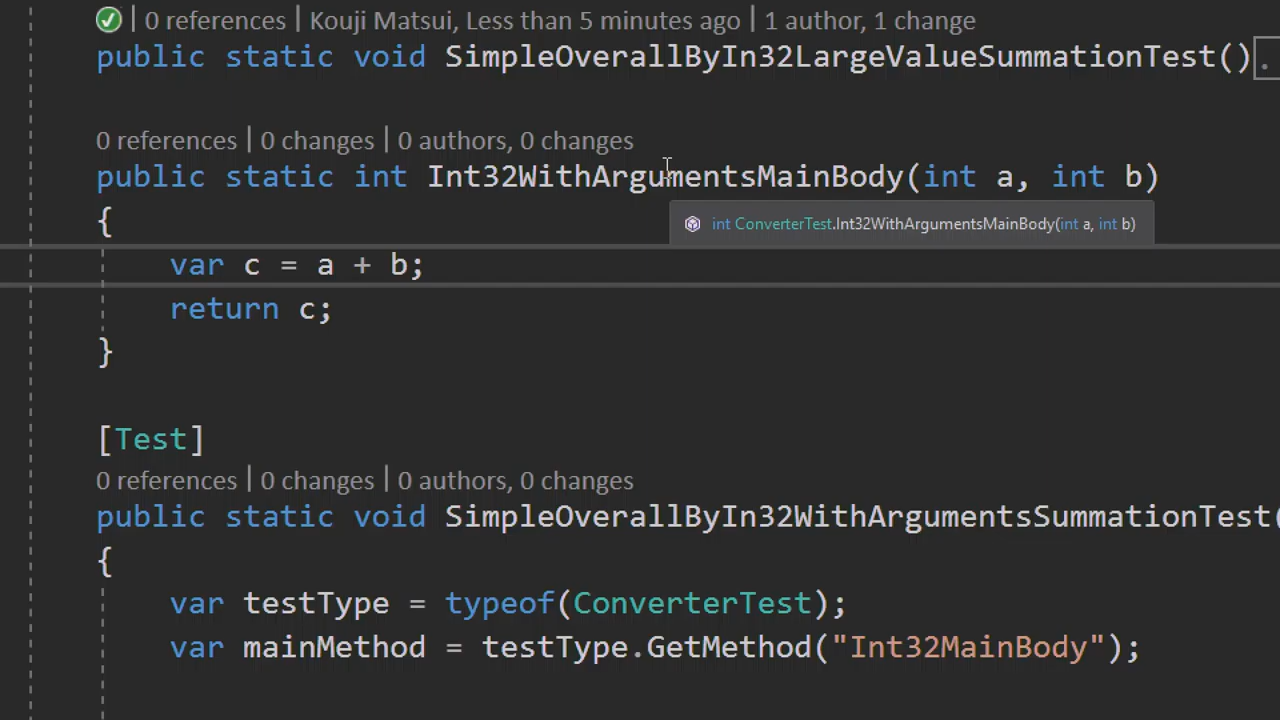 0 references | Kouji Matsui, Less than 5 minutes ago | 1 author, 1 change
public static void SimpleOverallByIn32LargeValueSummationTest().
0 references | 0 changes | 0 authors, 0 changes
public static int Int32WithArgumentsMainBody(int a, int b)
{
int ConverterTest.Int32WithArgumentsMainBody(int a, int b)
var c = a + b;
return c;
}
[Test]
0 references | 0 changes | 0 authors, 0 changes
public static void SimpleOverallByIn32WithArgumentsSummationTest(
{
var testType = typeof(ConverterTest);
var mainMethod = testType.GetMethod("Int32MainBody");